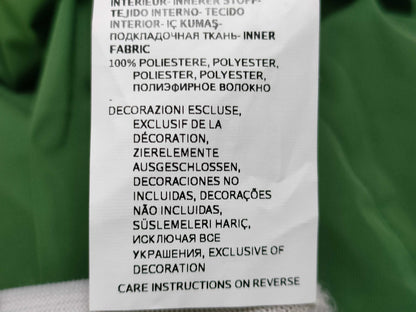 INTERIEUR- INNERER STOFF-
TEJIDO INTERNO- TECIDO
INTERIOR- IÇ KUMAŞ-
ПОДКЛАДОЧНАЯ ТКАНЬ- INNER
FABRIC
100% POLIESTERE, POLYESTER,
POLIESTER, POLYESTER,
ПОЛИЭФИРНОЕ ВОЛОКНО
-
DECORAZIONI ESCLUSE,
EXCLUSIF DE LA
DÉCORATION,
ZIERELEMENTE
AUSGESCHLOSSEN,
DECORACIONES NO
INCLUIDAS, DECORAÇÕES
NÃO INCLUIDAS,
SÜSLEMELERI HARIÇ,
ИСКЛЮЧАЯ ВСЕ
УКРАШЕНИЯ, EXCLUSIVE OF
DECORATION
CARE INSTRUCTIONS ON REVERSE